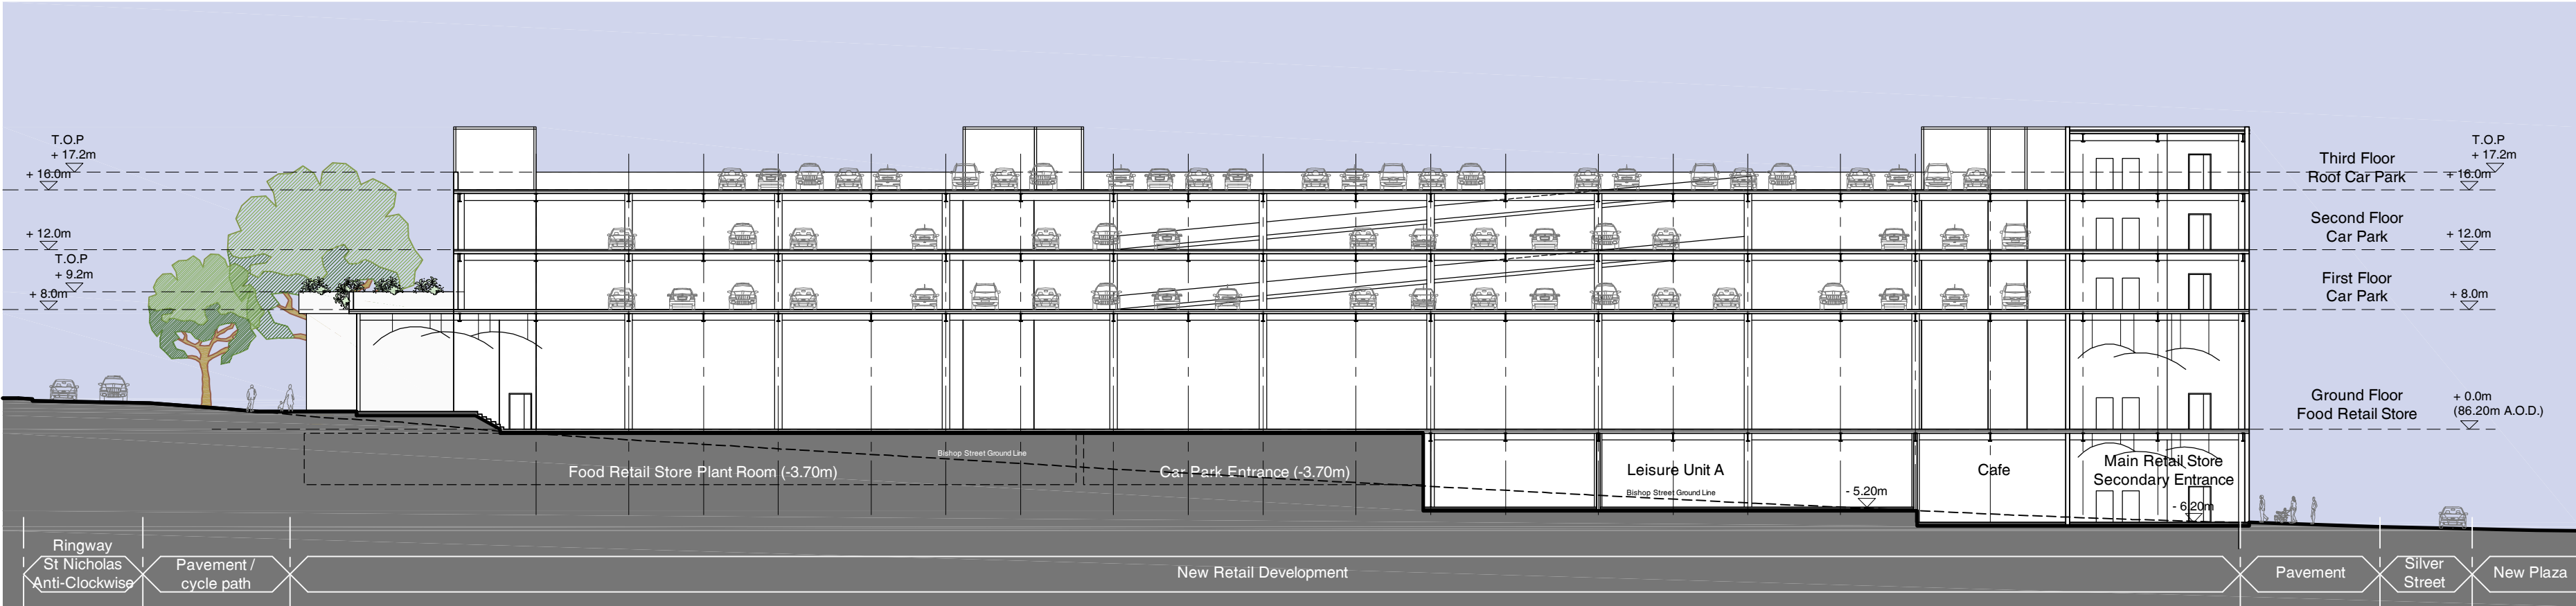 T.O.P
+ 17.2m
+ 16.0m
+ 12.0m
T.O.P
+ 9.2m
+ 8.0m
Third Floor
Roof Car Park
T.O.P
+ 17.2m
+ 16.0m
Second Floor
Car Park
+ 12.0m
First Floor
Car Park
+ 8.0m
Ground Floor
Food Retail Store
+ 0.0m
(86.20m A.O.D.)
Bishop Street Ground Line
Food Retail Store Plant Room (-3.70m)
Car Park Entrance (-3.70m)
Leisure Unit A
Bishop Street Ground Line
- 5.20m
Cafe
Main Retail Store
Secondary Entrance
- 6.20m
Ringway
St Nicholas
Anti-Clockwise
Pavement /
cycle path
New Retail Development
Pavement
Silver
Street
New Plaza